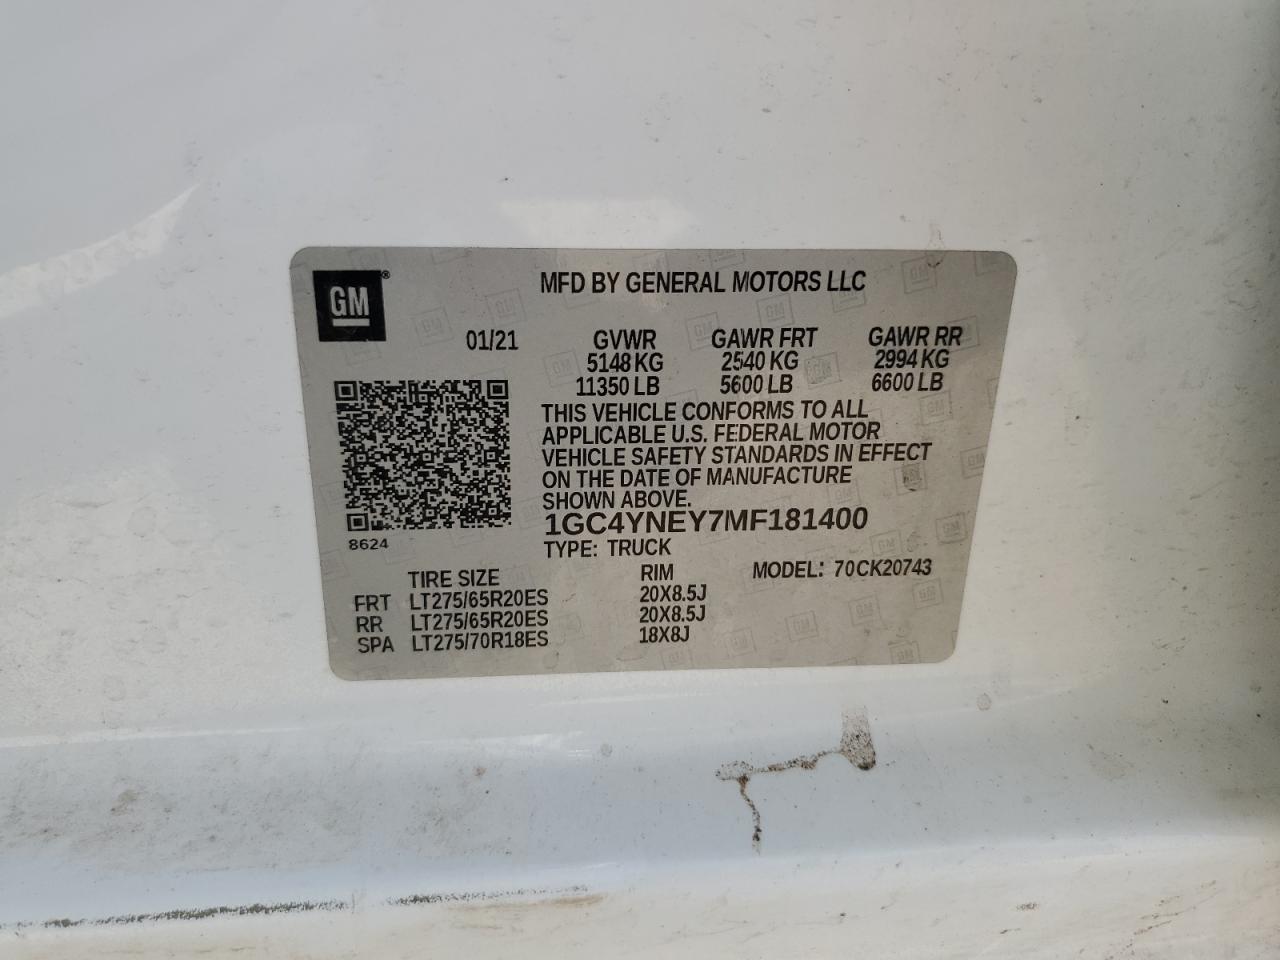 GM®
MFD BY GENERAL MOTORS LLC
01/21 GVWR GAWR FRT GAWR RR
5148 KG 2540 KG 2994 KG
11350 LB 5600 LB 6600 LB
THIS VEHICLE CONFORMS TO ALL
APPLICABLE U.S. FEDERAL MOTOR
VEHICLE SAFETY STANDARDS IN EFFECT
ON THE DATE OF MANUFACTURE
SHOWN ABOVE.
1GC4YNEY7MF181400
8624
TYPE: TRUCK
TIRE SIZE RIM MODEL: 70CK20743
FRT LT275/65R20ES 20X8.5J
RR LT275/65R20ES 20X8.5J
SPA LT275/70R18ES 18X8J